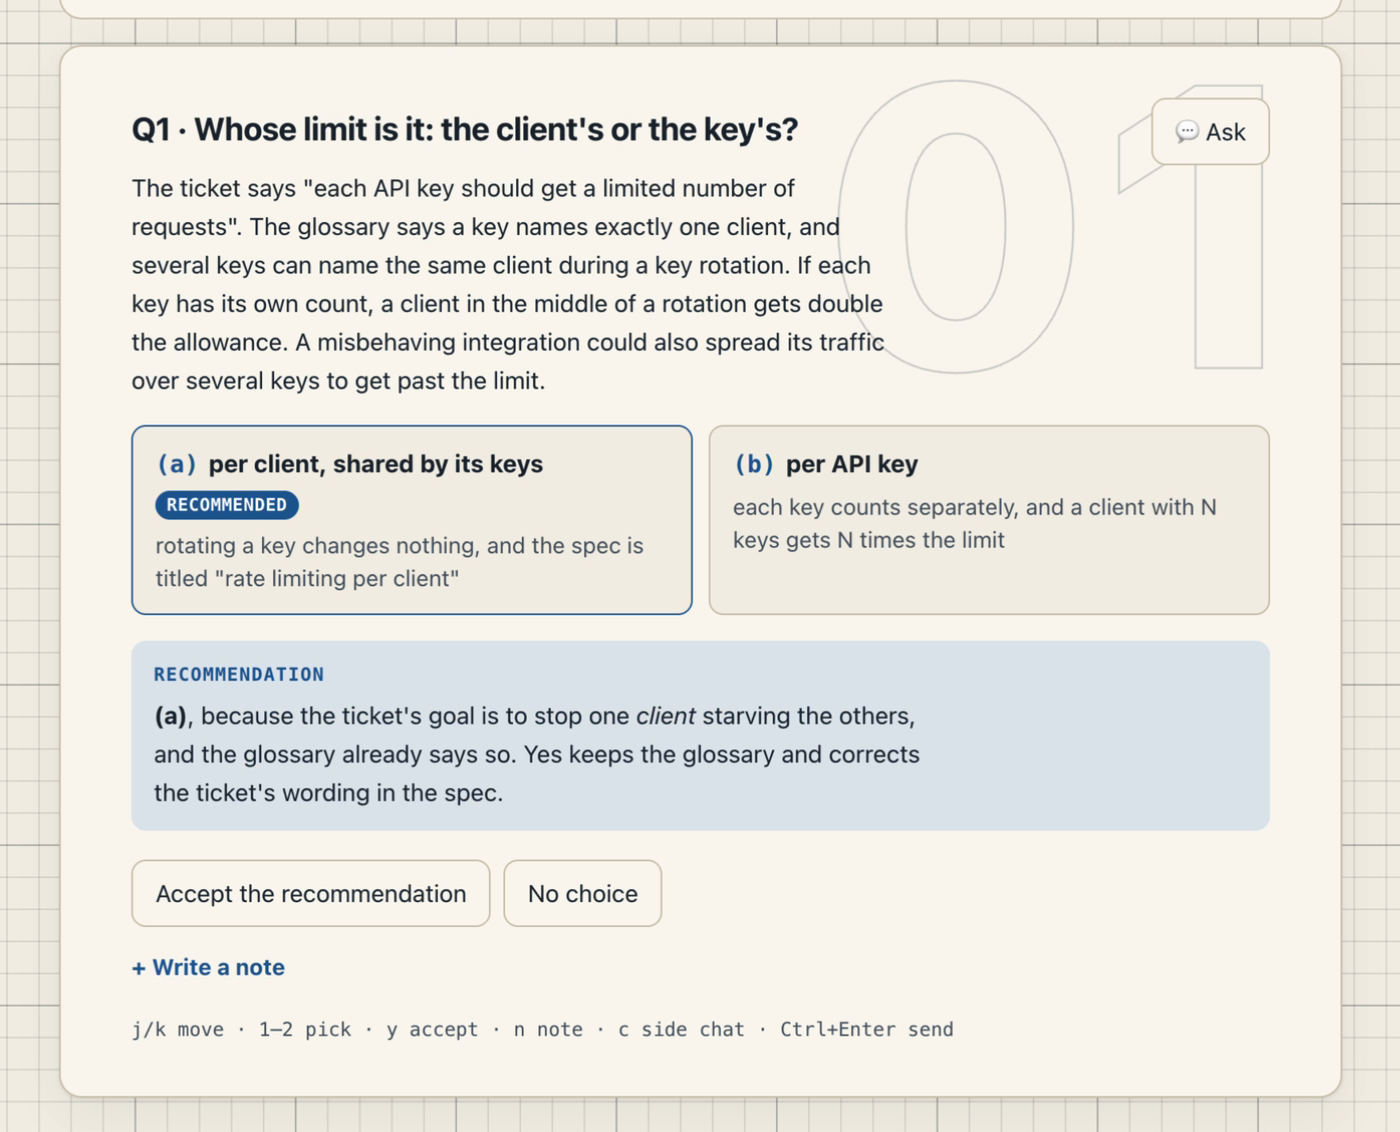 01
Q1 · Whose limit is it: the client's or the key's?
💬 Ask
The ticket says "each API key should get a limited number of
requests". The glossary says a key names exactly one client, and
several keys can name the same client during a key rotation. If each
key has its own count, a client in the middle of a rotation gets double
the allowance. A misbehaving integration could also spread its traffic
over several keys to get past the limit.
(a) per client, shared by its keys
RECOMMENDED
rotating a key changes nothing, and the spec is
titled "rate limiting per client"
(b) per API key
each key counts separately, and a client with N
keys gets N times the limit
RECOMMENDATION
(a), because the ticket's goal is to stop one client starving the others,
and the glossary already says so. Yes keeps the glossary and corrects
the ticket's wording in the spec.
Accept the recommendation
No choice
+ Write a note
j/k move · 1–2 pick · y accept · n note · c side chat · Ctrl+Enter send